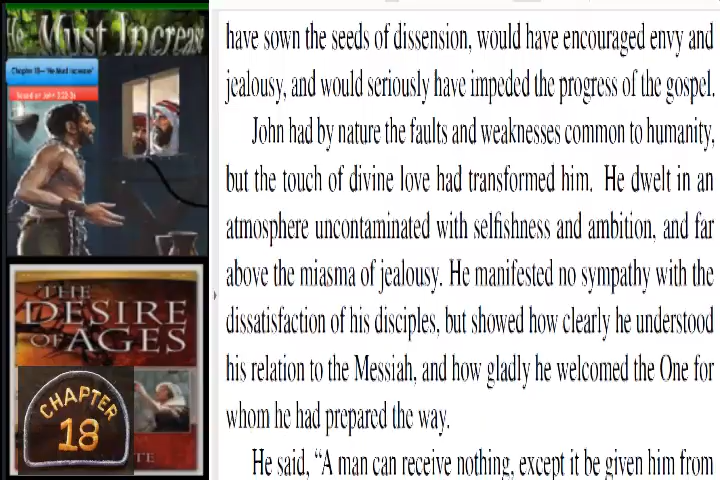 He Must Increase
Chapter 18—"He Must Increase"
Based on John 3:22-36
THE
DESIRE
OF AGES
CHAPTER
18
have sown the seeds of dissension, would have encouraged envy and
jealousy, and would seriously have impeded the progress of the gospel.
John had by nature the faults and weaknesses common to humanity,
but the touch of divine love had transformed him. He dwelt in an
atmosphere uncontaminated with selfishness and ambition, and far
above the miasma of jealousy. He manifested no sympathy with the
dissatisfaction of his disciples, but showed how clearly he understood
his relation to the Messiah, and how gladly he welcomed the One for
whom he had prepared the way.
He said, “A man can receive nothing, except it be given him from